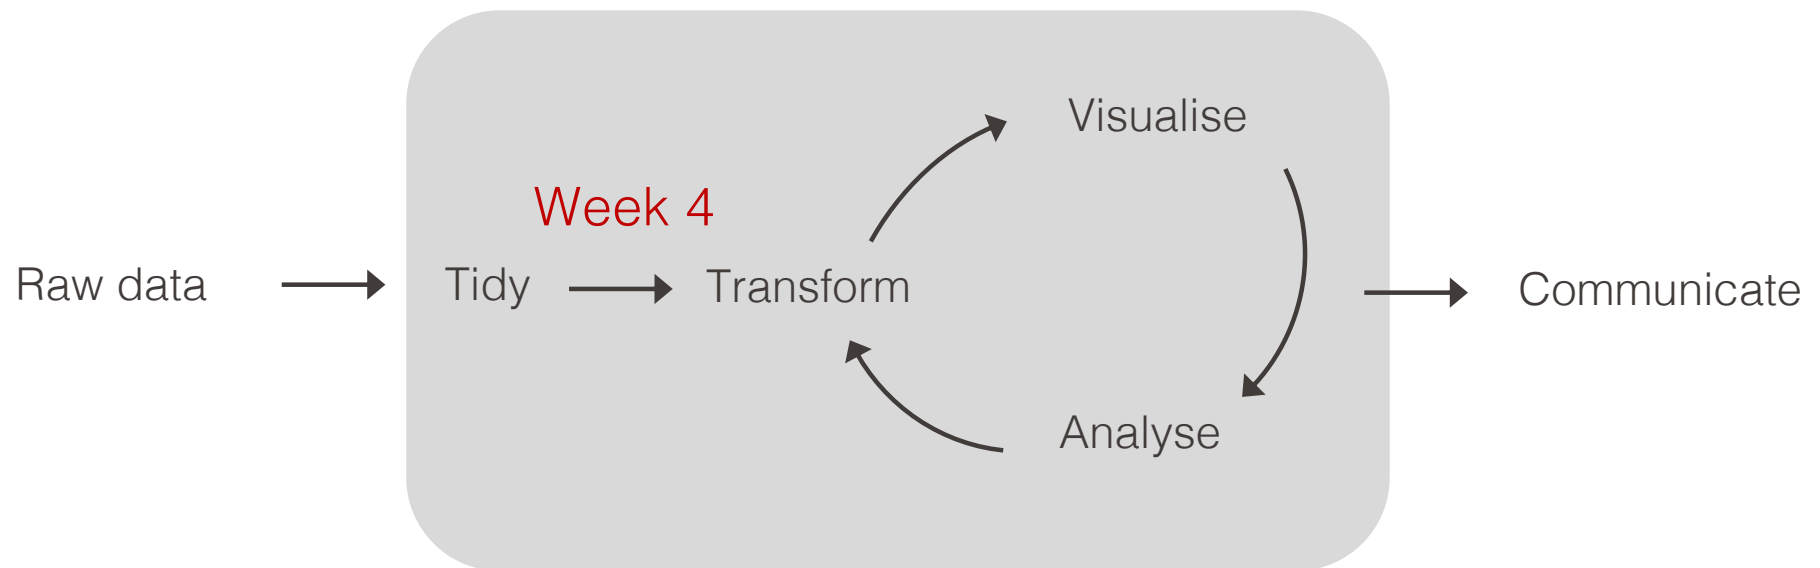 Visualise
Week 4
Raw data
Tidy
Transform
Communicate
Analyse